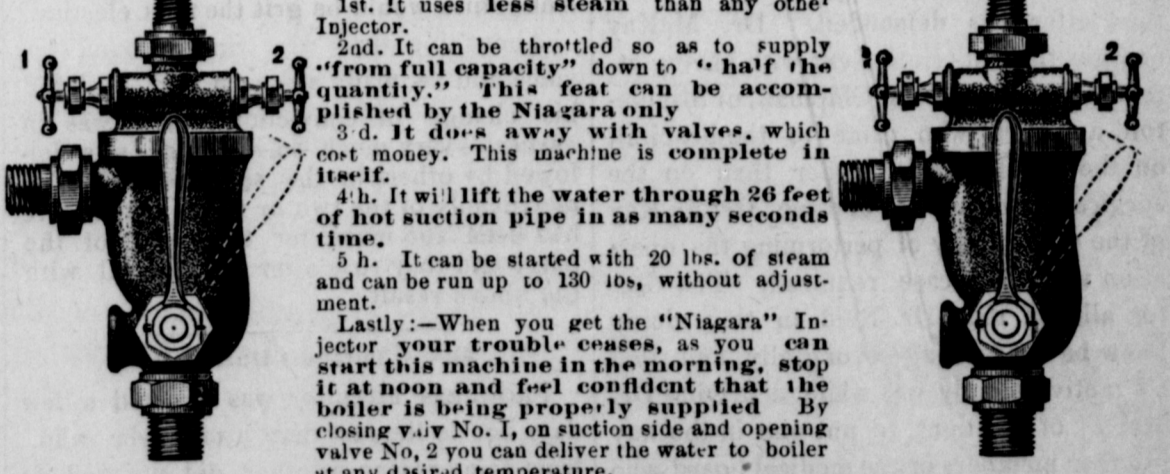 1st. It uses less steam than any other
Injector.
2nd. It can be throttled so as to supply
"from full capacity" down to "half the
quantity." This feat can be accom-
plished by the Niagara only
3d. It does away with valves, which
cost money. This machine is complete in
itself.
4th. It will lift the water through 26 feet
of hot suction pipe in as many seconds
time.
5h. It can be started with 20 lbs. of steam
and can be run up to 130 lbs, without adjust-
ment.
Lastly:—When you get the "Niagara" In-
jector your trouble ceases, as you can
start this machine in the morning, stop
it at noon and feel confident that the
boiler is being properly supplied By
closing valv No. I, on suction side and opening
valve No, 2 you can deliver the water to boiler
at any desired temperature.
1 2
2